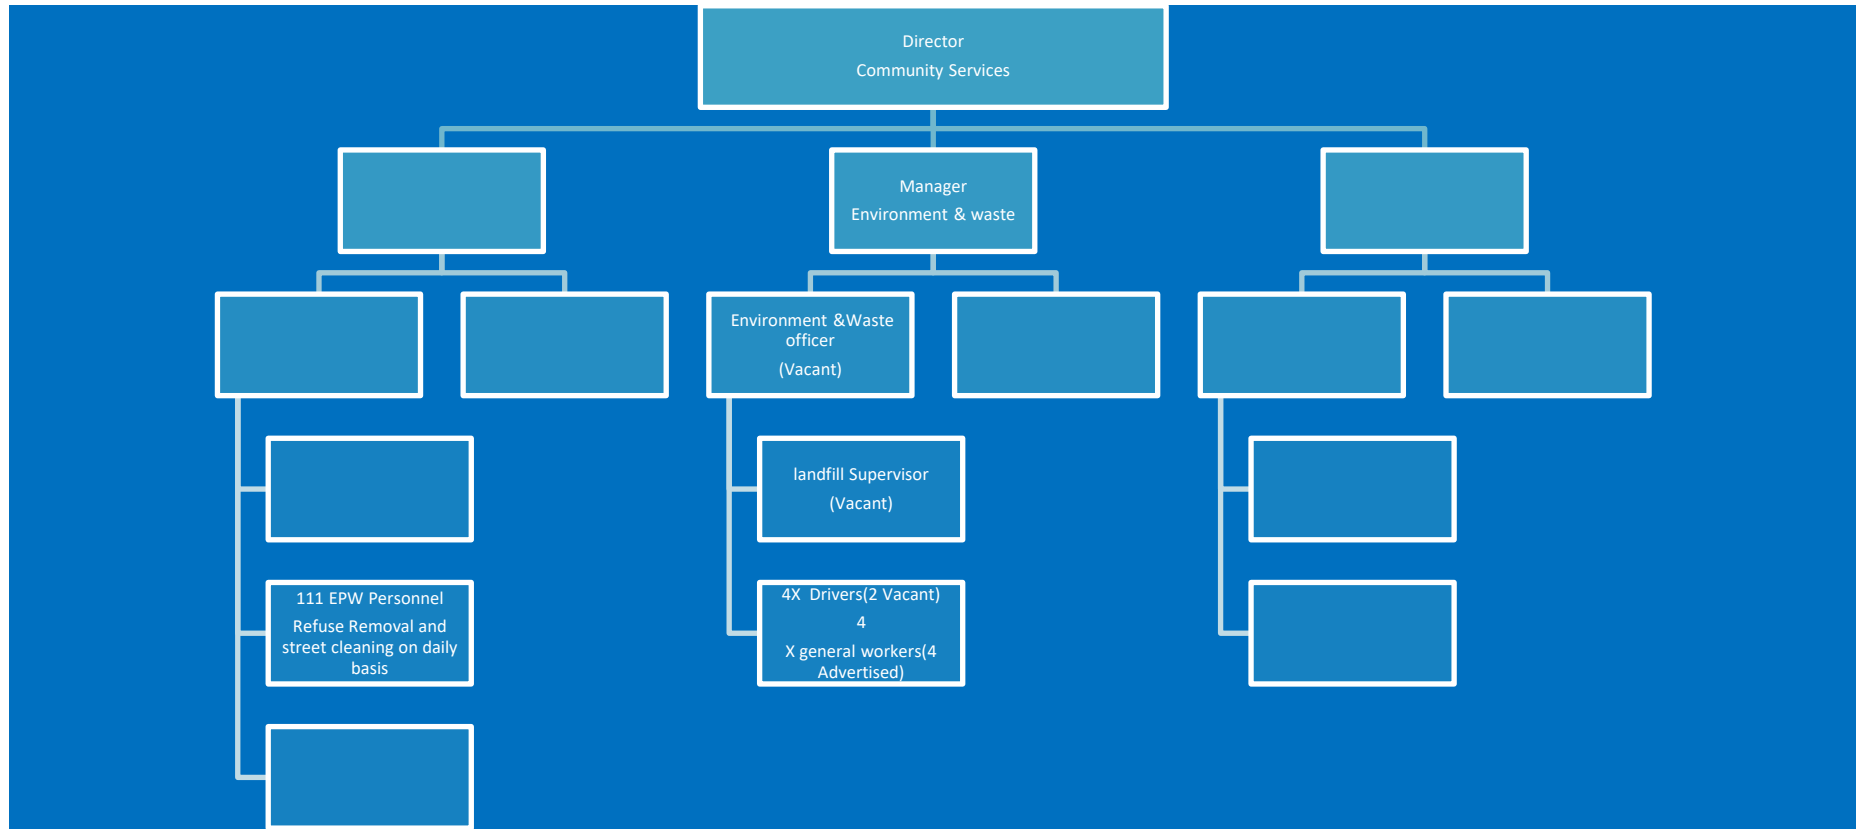 Director
Community Services
Manager
Environment & waste
Environment &Waste
officer
(Vacant)
landfill Supervisor
(Vacant)
111 EPW Personnel
Refuse Removal and
street cleaning on daily
basis
4X Drivers(2 Vacant)
4
X general workers(4
Advertised)